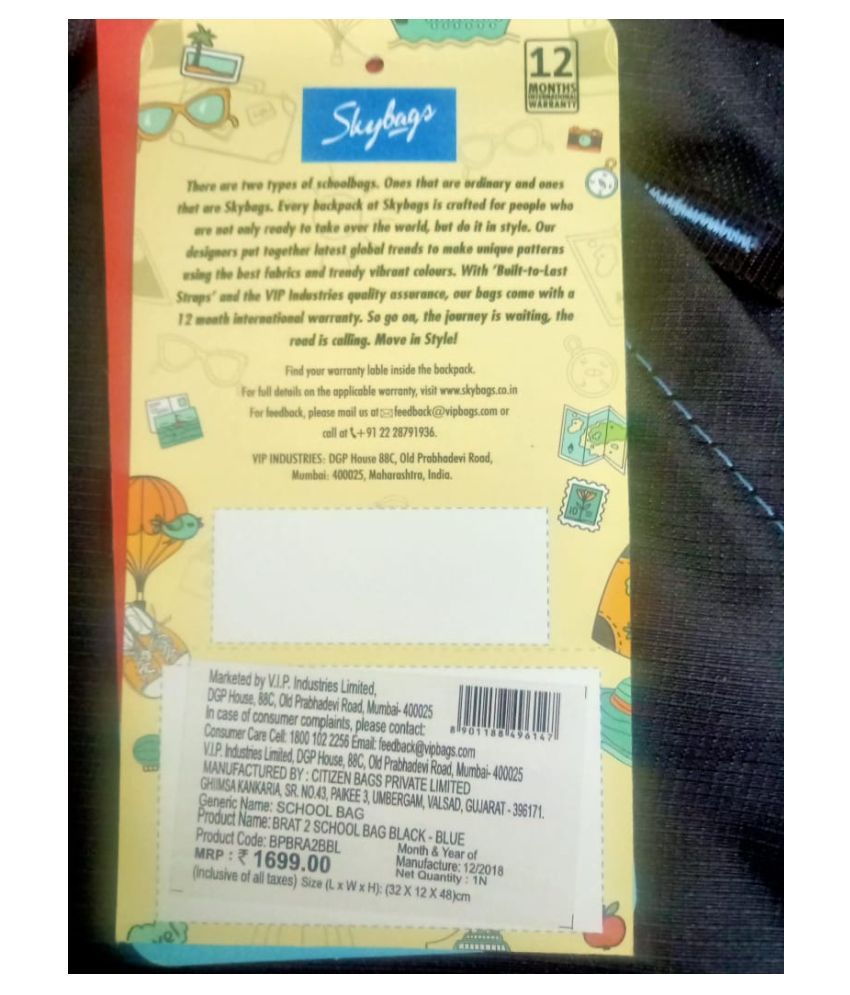 12
MONTHS
INTERNATIONAL
WARRANTY
Skybags
There are two types of schoolbags. Ones that are ordinary and ones
that are Skybags. Every backpack at Skybags is crafted for people who
are not only ready to take over the world, but do it in style. Our
designers put together latest global trends to make unique patterns
using the best fabrics and trendy vibrant colours. With 'Built-to-Last
Straps' and the VIP Industries quality assurance, our bags come with a
12 month international warranty. So go on, the journey is waiting, the
road is calling. Move in Style!
Find your warranty lable inside the backpack.
For full details on the applicable warranty, visit www.skybags.co.in
For feedback, please mail us at feedback@vipbags.com or
call at +91 22 28791936.
VIP INDUSTRIES: DGP House 88C, Old Prabhadevi Road,
Mumbai: 400025, Maharashtra, India.
10
Marketed by V.I.P. Industries Limited,
DGP House, 88C, Old Prabhadevi Road, Mumbai- 400025
In case of consumer complaints, please contact:
8 901188 496147
Consumer Care Cell: 1800 102 2256 Email: feedback@vipbags.com
V.I.P. Industries Limited, DGP House, 88C, Old Prabhadevi Road, Mumbai- 400025
MANUFACTURED BY : CITIZEN BAGS PRIVATE LIMITED
GHIMSA KANKARIA, SR. NO.43, PAIKEE 3, UMBERGAM, VALSAD, GUJARAT - 396171.
Generic Name: SCHOOL BAG
Product Name: BRAT 2 SCHOOL BAG BLACK - BLUE
Product Code: BPBRA2BBL
Month & Year of
Manufacture: 12/2018
MRP : ₹ 1699.00
Net Quantity : 1N
(Inclusive of all taxes) Size (L x W x H): (32 X 12 X 48)cm